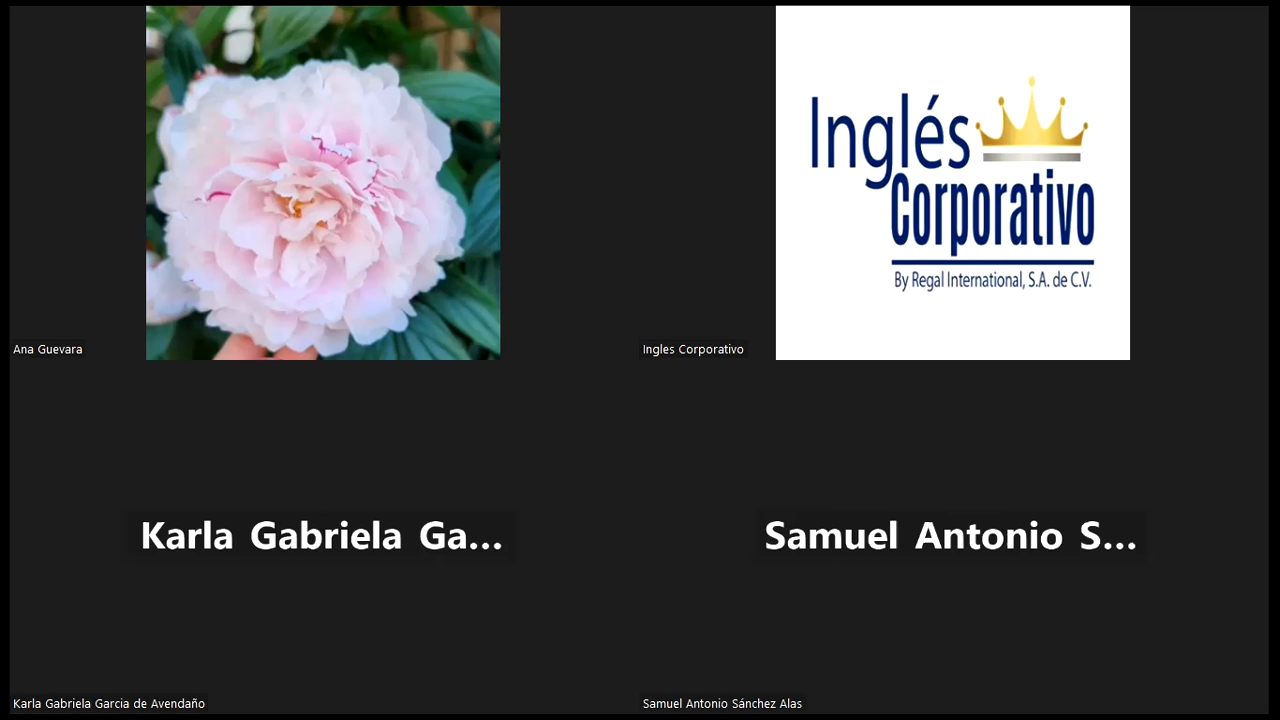 Inglés
Corporativo
By Regal International, S.A. de C.V.
Ana Guevara
Ingles Corporativo
Karla Gabriela Ga...
Samuel Antonio S...
Karla Gabriela Garcia de Avendaño
Samuel Antonio Sánchez Alas